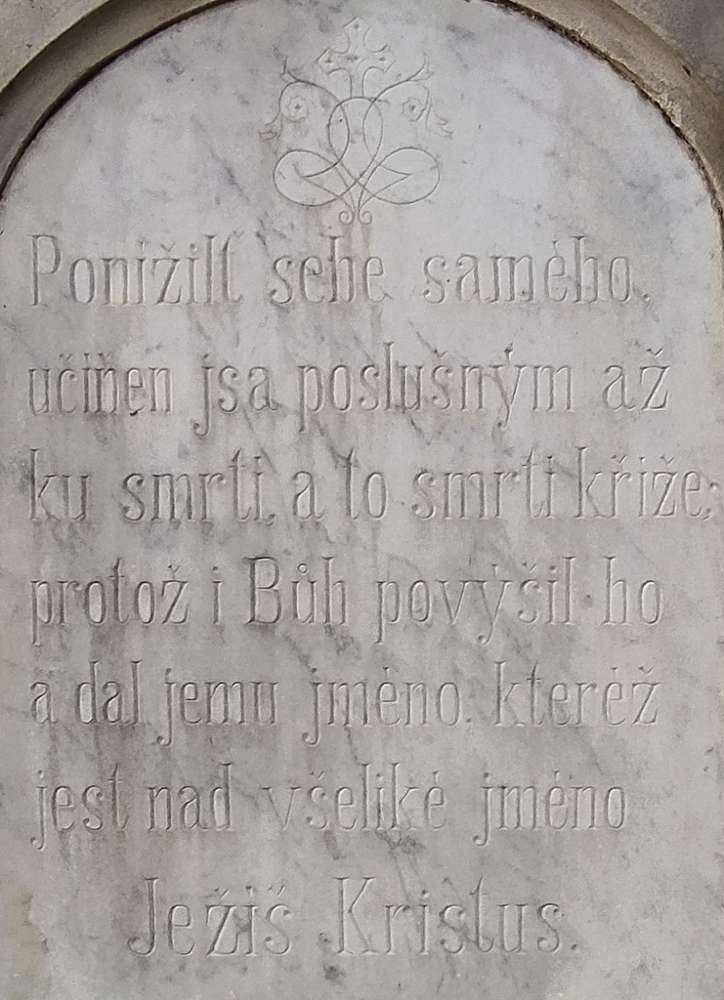 Ponížilť sebe samého,
učiněn jsa poslušným až
ku smrti, a to smrti kříže;
protož i Bůh povýšil ho
a dal jemu jméno, kteréž
jest nad všeliké jméno
Ježíš Kristus.